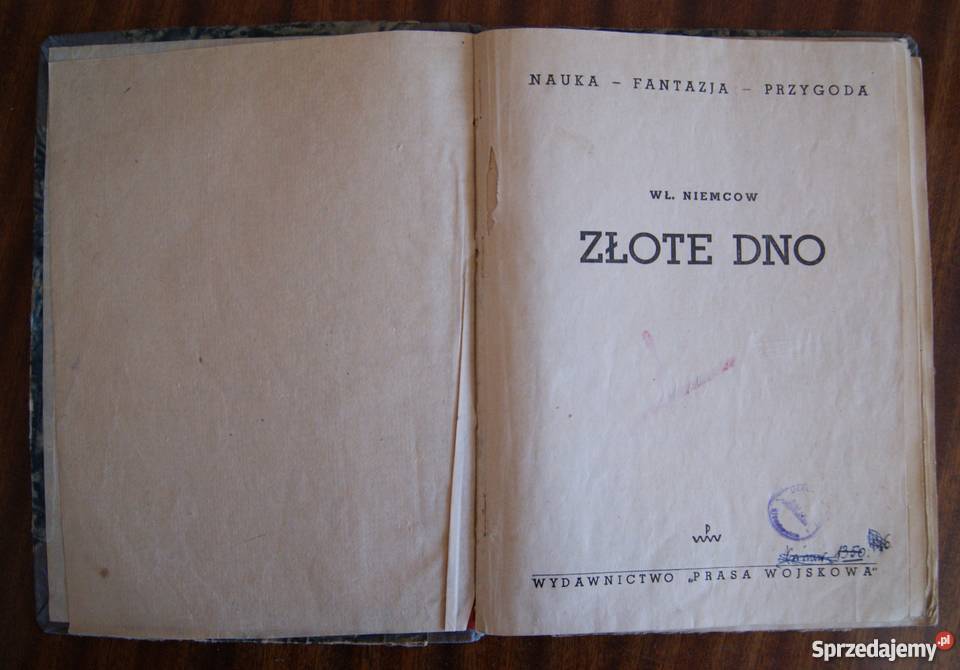 NAUKA – FANTAZJA – PRZYGODA
WŁ. NIEMCOW
ZŁOTE DNO
WYDAWNICTWO „PRASA WOJSKOWA"
Sprzedajemy.pl